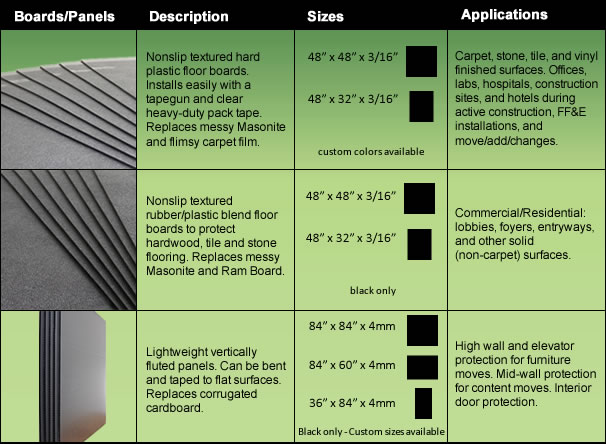 Boards/Panels
Description
Sizes
Applications
Nonslip textured hard
plastic floor boards.
Installs easily with a
tapegun and clear
heavy-duty pack tape.
Replaces messy Masonite
and flimsy carpet film.
48” x 48” x 3/16”
48” x 32” x 3/16”
custom colors available
Carpet, stone, tile, and vinyl
finished surfaces. Offices,
labs, hospitals, construction
sites, and hotels during
active construction, FF&E
installations, and
move/add/changes.
Nonslip textured
rubber/plastic blend floor
boards to protect
hardwood, tile and stone
flooring. Replaces messy
Masonite and Ram Board.
48” x 48” x 3/16”
48” x 32” x 3/16”
black only
Commercial/Residential:
lobbies, foyers, entryways,
and other solid
(non-carpet) surfaces.
Lightweight vertically
fluted panels. Can be bent
and taped to flat surfaces.
Replaces corrugated
cardboard.
84” x 84” x 4mm
84” x 60” x 4mm
36” x 84” x 4mm
Black only - Custom sizes available
High wall and elevator
protection for furniture
moves. Mid-wall protection
for content moves. Interior
door protection.